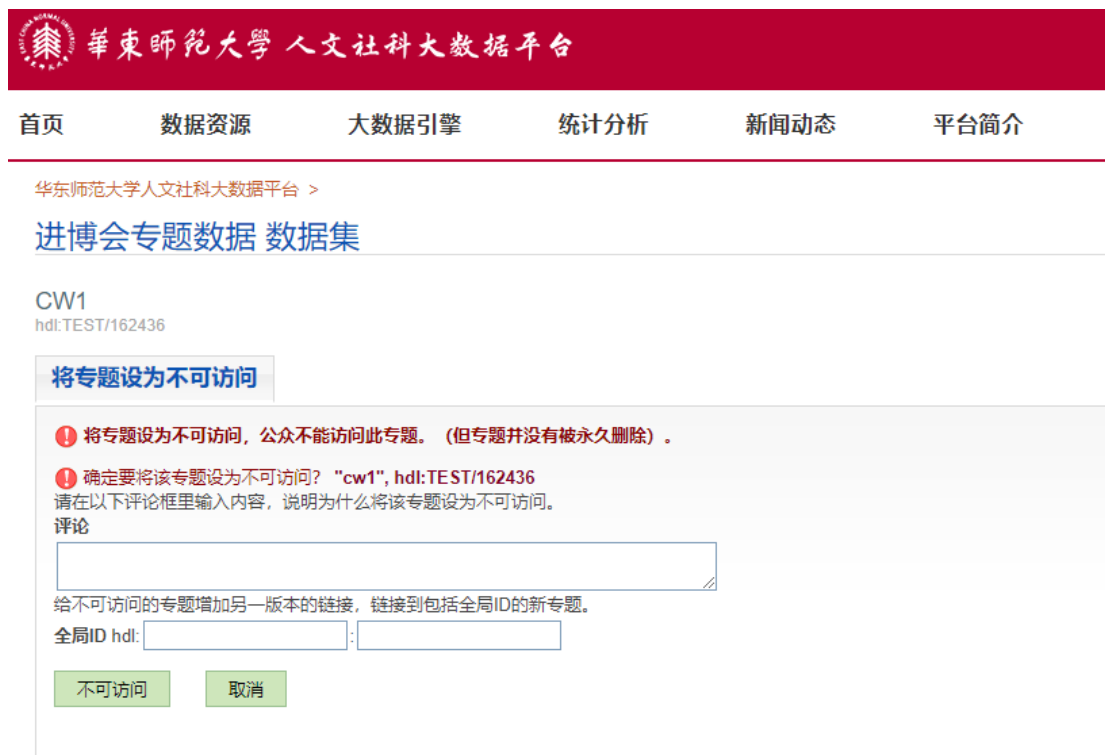 華東師範大學 人文社科大数据平台
首页 数据资源 大数据引擎 统计分析 新闻动态 平台简介
华东师范大学人文社科大数据平台 >
进博会专题数据 数据集
CW1
hdl:TEST/162436
将专题设为不可访问
将专题设为不可访问，公众不能访问此专题。（但专题并没有被永久删除）.
确定要将该专题设为不可访问？ "cw1", hdl:TEST/162436
请在以下评论框里输入内容，说明为什么将该专题设为不可访问。
评论
给不可访问的专题增加另一版本的链接，链接到包括全局ID的新专题。
全局ID hdl: :
不可访问 取消